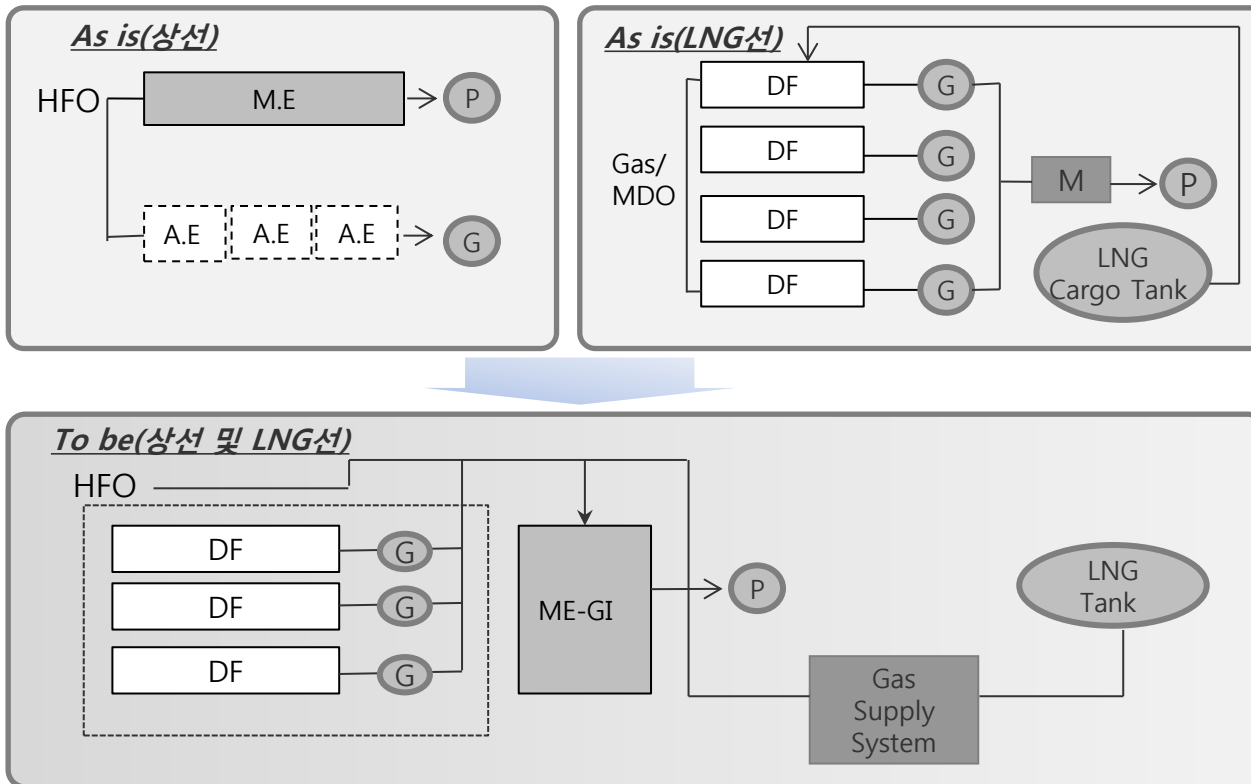 As is(상선)
HFO
M.E
P
A.E
A.E
A.E
G
As is(LNG선)
Gas/
MDO
DF
G
DF
G
DF
G
DF
G
M
P
LNG
Cargo Tank
To be(상선 및 LNG선)
HFO
DF
G
DF
G
DF
G
ME-GI
P
LNG
Tank
Gas
Supply
System